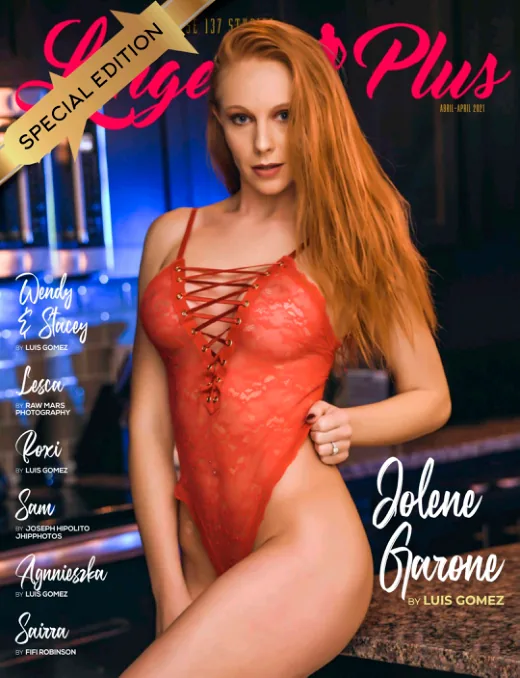 SPECIAL EDITION
137
Plus
ABRIL-APRIL 2021
Wendy
& Stacey
BY LUIS GOMEZ
Lesca
BY RAW MARS
PHOTOGRAPHY
Roxi
BY LUIS GOMEZ
Sam
BY JOSEPH HIPOLITO
JHIPPHOTOS
Agnnieszka
BY LUIS GOMEZ
Sairra
BY FIFI ROBINSON
Jolene
Garone
BY LUIS GOMEZ